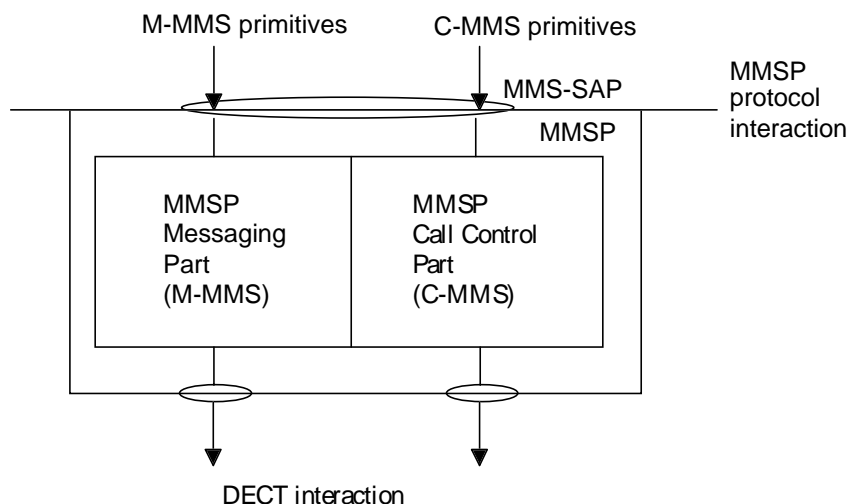 M-MMS primitives
C-MMS primitives
MMS-SAP
MMSP
protocol
interaction
MMSP
MMSP
Messaging
Part
(M-MMS)
MMSP
Call Control
Part
(C-MMS)
DECT interaction